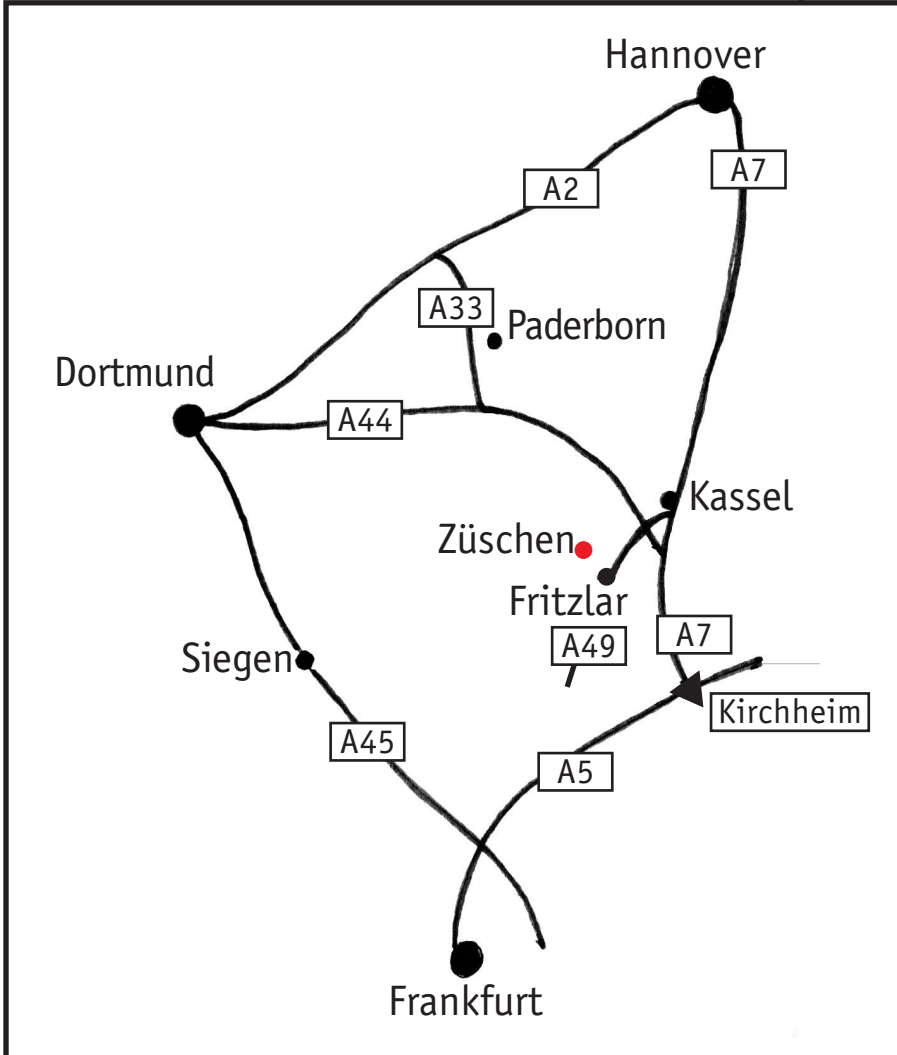 Hannover
A7
A2
A33
Paderborn
Dortmund
A44
Kassel
Züschen
Fritzlar
A49
A7
Siegen
Kirchheim
A45
A5
Frankfurt